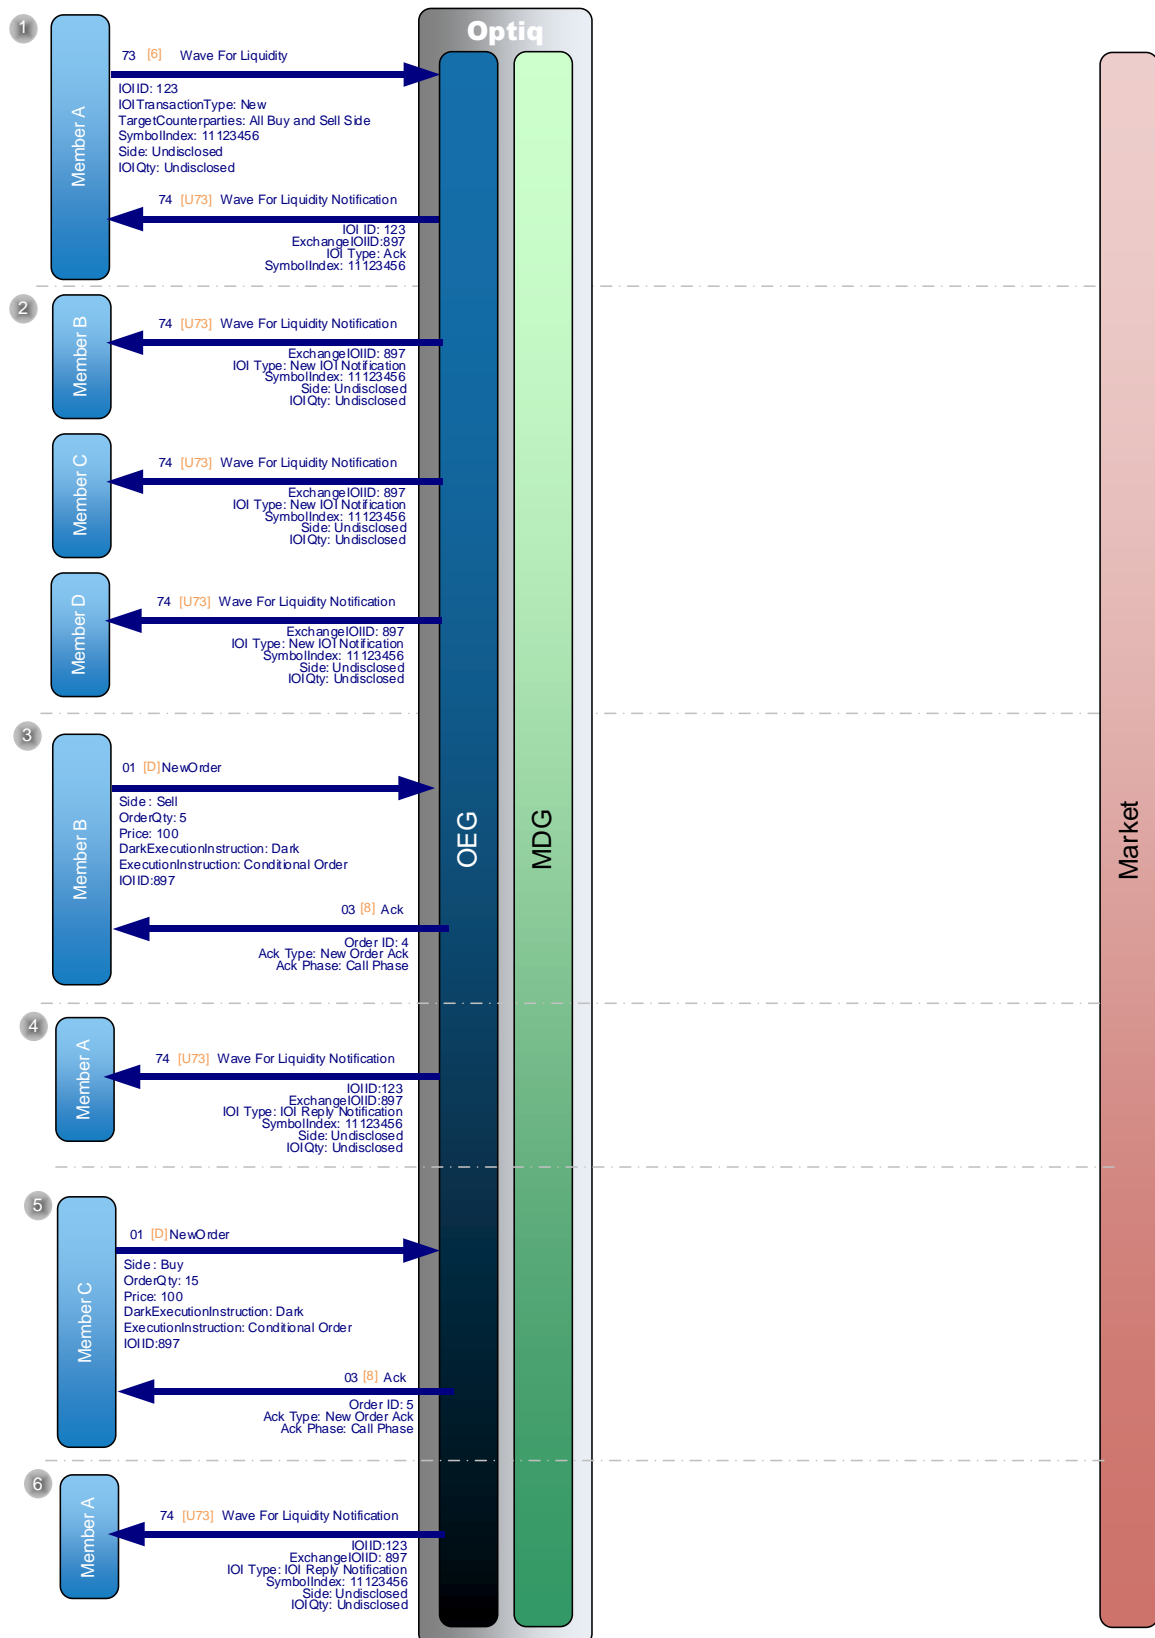 Optiq
1
Member A
73 [6] Wave For Liquidity
IOIID: 123
IOITransactionType: New
TargetCounterparties: All Buy and Sell Side
SymbolIndex: 11123456
Side: Undisclosed
IOIQty: Undisclosed
74 [U73] Wave For Liquidity Notification
IOI ID: 123
ExchangeIOIID:897
IOI Type: Ack
SymbolIndex: 11123456
2
Member B
74 [U73] Wave For Liquidity Notification
ExchangeIOIID: 897
IOI Type: New IOI Notification
SymbolIndex: 11123456
Side: Undisclosed
IOIQty: Undisclosed
Member C
74 [U73] Wave For Liquidity Notification
ExchangeIOIID: 897
IOI Type: New IOI Notification
SymbolIndex: 11123456
Side: Undisclosed
IOIQty: Undisclosed
Member D
74 [U73] Wave For Liquidity Notification
ExchangeIOIID: 897
IOI Type: New IOI Notification
SymbolIndex: 11123456
Side: Undisclosed
IOIQty: Undisclosed
3
Member B
01 [D] NewOrder
Side : Sell
OrderQty: 5
Price: 100
DarkExecutionInstruction: Dark
ExecutionInstruction: Conditional Order
IOIID:897
03 [8] Ack
Order ID: 4
Ack Type: New Order Ack
Ack Phase: Call Phase
OEG
MDG
Market
4
Member A
74 [U73] Wave For Liquidity Notification
IOIID:123
ExchangeIOIID:897
IOI Type: IOI Reply Notification
SymbolIndex: 11123456
Side: Undisclosed
IOIQty: Undisclosed
5
Member C
01 [D] NewOrder
Side : Buy
OrderQty: 15
Price: 100
DarkExecutionInstruction: Dark
ExecutionInstruction: Conditional Order
IOIID:897
03 [8] Ack
Order ID: 5
Ack Type: New Order Ack
Ack Phase: Call Phase
6
Member A
74 [U73] Wave For Liquidity Notification
IOIID:123
ExchangeIOIID: 897
IOI Type: IOI Reply Notification
SymbolIndex: 11123456
Side: Undisclosed
IOIQty: Undisclosed